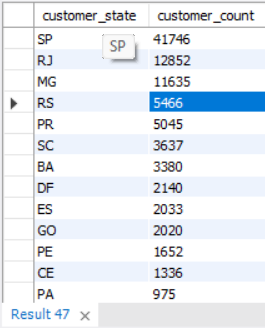 customer_state customer_count
SP 41746
SP
RJ 12852
MG 11635
RS 5466
PR 5045
SC 3637
BA 3380
DF 2140
ES 2033
GO 2020
PE 1652
CE 1336
PA 975
Result 47 ×